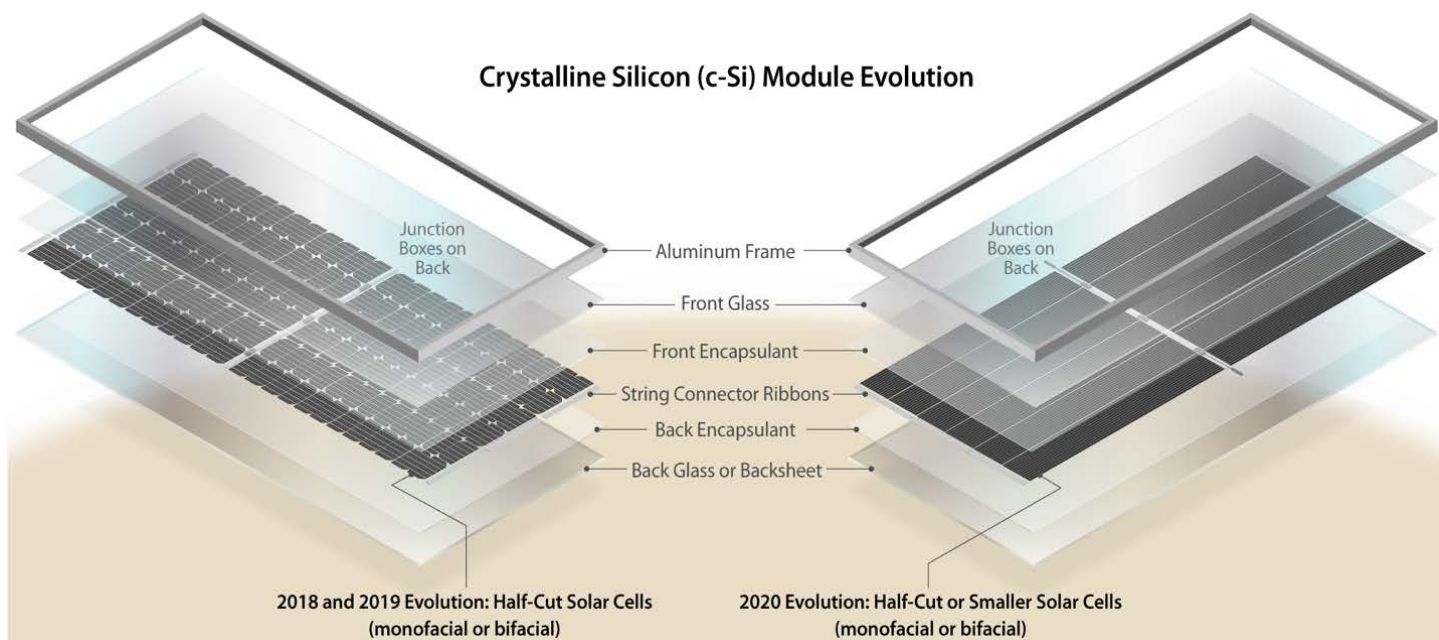 Crystalline Silicon (c-Si) Module Evolution
Junction
Boxes on
Back
Junction
Boxes on
Back
Aluminum Frame
Front Glass
Front Encapsulant
String Connector Ribbons
Back Encapsulant
Back Glass or Backsheet
2018 and 2019 Evolution: Half-Cut Solar Cells
(monofacial or bifacial)
2020 Evolution: Half-Cut or Smaller Solar Cells
(monofacial or bifacial)